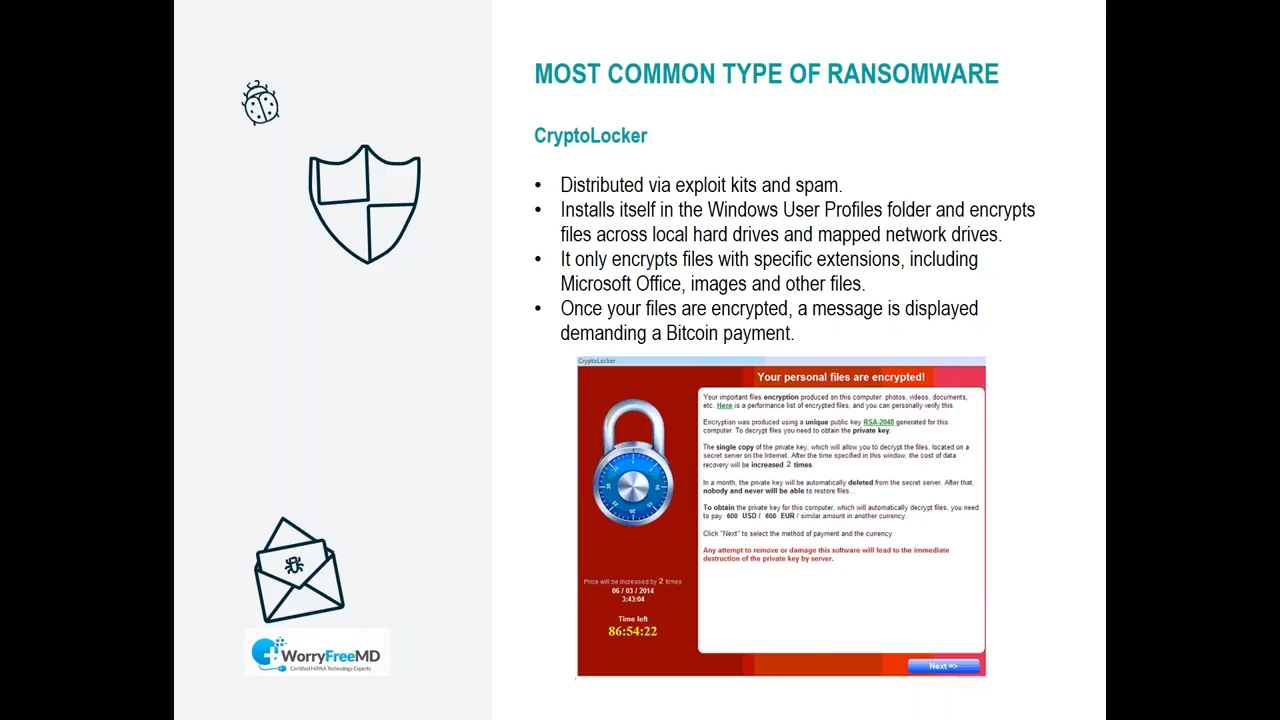 MOST COMMON TYPE OF RANSOMWARE
CryptoLocker
• Distributed via exploit kits and spam.
• Installs itself in the Windows User Profiles folder and encrypts
files across local hard drives and mapped network drives.
• It only encrypts files with specific extensions, including
Microsoft Office, images and other files.
• Once your files are encrypted, a message is displayed
demanding a Bitcoin payment.
CryptoLocker
Your personal files are encrypted!
Your important files encryption produced on this computer: photos, videos, documents,
etc. Here is a performance list of encrypted files, and you can personally verify this.
Encryption was produced using a unique public key RSA-2048 generated for this
computer. To decrypt files you need to obtain the private key.
The single copy of the private key, which will allow you to decrypt the files, located on a
secret server on the Internet. After the time specified in this window, the cost of data
recovery will be increased 2 times.
In a month, the private key will be automatically deleted from the secret server. After that,
nobody and never will be able to restore files...
To obtain the private key for this computer, which will automatically decrypt files, you need
to pay 600 USD / 600 EUR / similar amount in another currency.
Click "Next" to select the method of payment and the currency.
Any attempt to remove or damage this software will lead to the immediate
destruction of the private key by server.
Price will be increased by 2 times
06 / 03 / 2014
3:43:04
Time left
86:54:22
Next =>
WorryFreeMD
Certified HIPAA Technology Experts